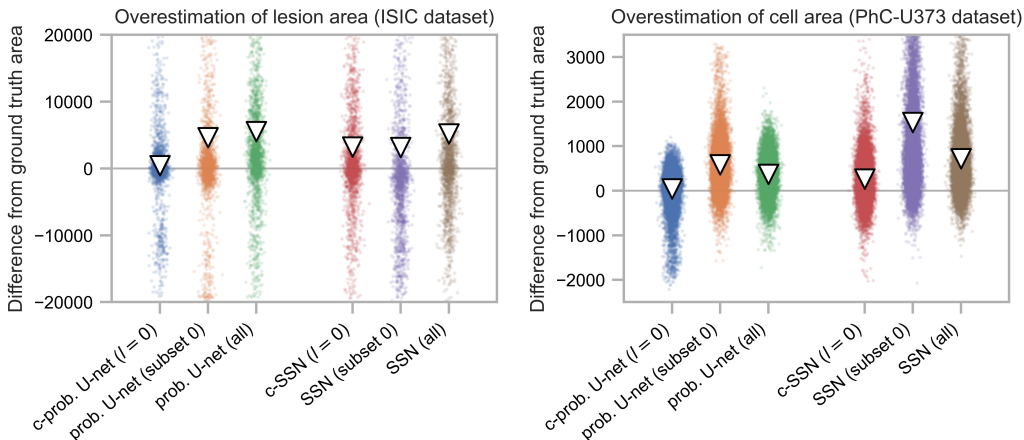 Overestimation of lesion area (ISIC dataset)
Difference from ground truth area
20000
10000
0
−10000
−20000
c-prob. U-net (l = 0)
prob. U-net (subset 0)
prob. U-net (all)
c-SSN (l = 0)
SSN (subset 0)
SSN (all)
Overestimation of cell area (PhC-U373 dataset)
Difference from ground truth area
3000
2000
1000
0
−1000
−2000
c-prob. U-net (l = 0)
prob. U-net (subset 0)
prob. U-net (all)
c-SSN (l = 0)
SSN (subset 0)
SSN (all)